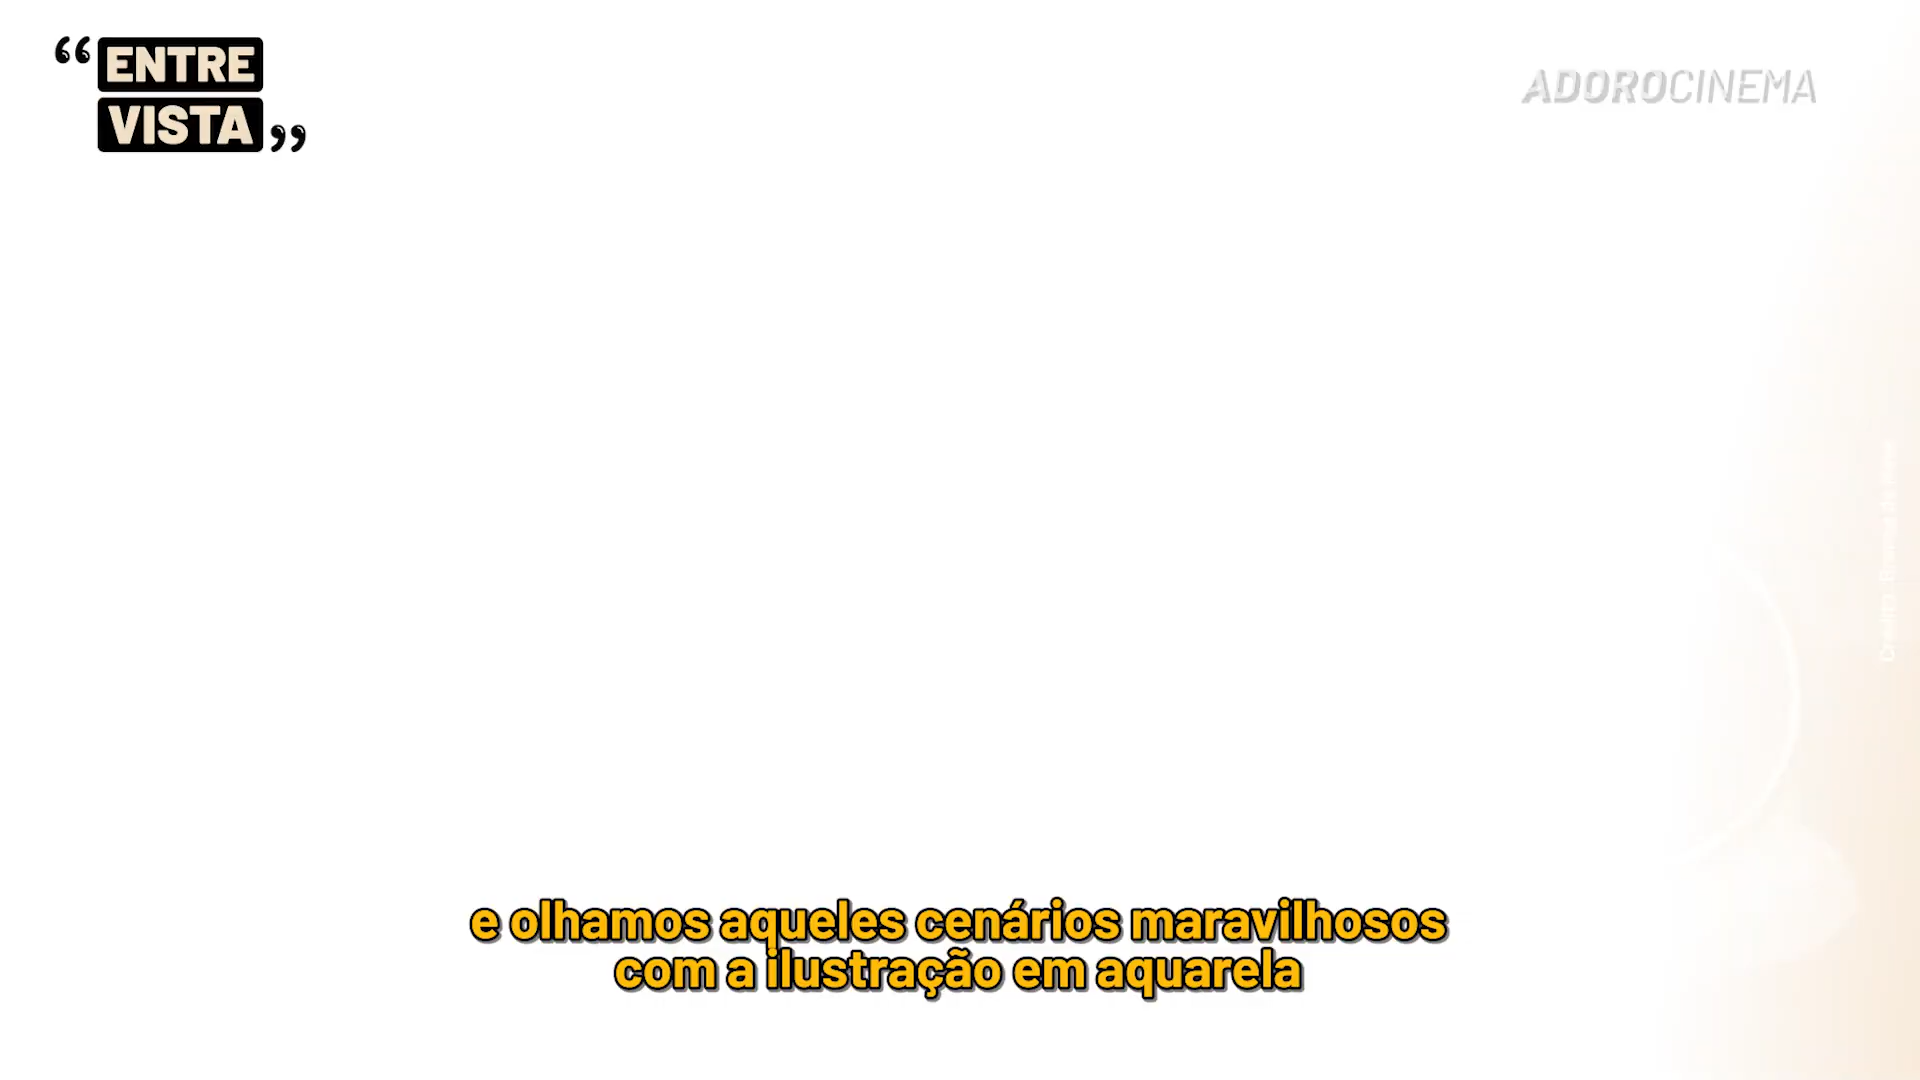 “ ENTRE
VISTA ”
ADOROCINEMA
e olhamos aqueles cenários maravilhosos
com a ilustração em aquarela